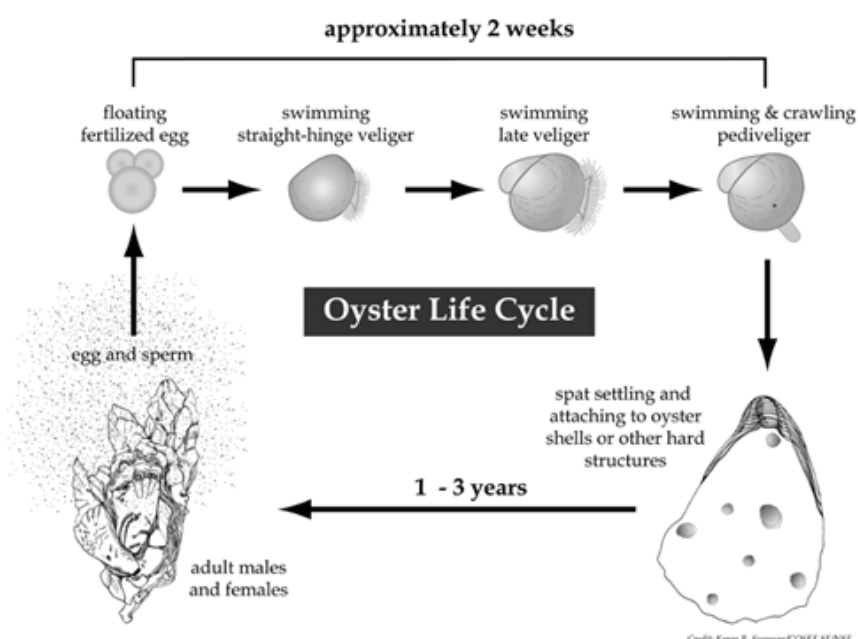 approximately 2 weeks
floating
fertilized egg
swimming
straight-hinge veliger
swimming
late veliger
swimming & crawling
pediveliger
Oyster Life Cycle
egg and sperm
spat settling and
attaching to oyster
shells or other hard
structures
1 - 3 years
adult males
and females